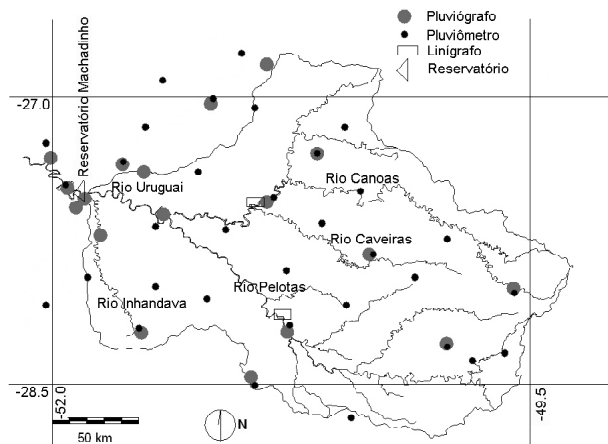 Pluviógrafo
Pluviômetro
Linígrafo
Reservatório
-27.0
Reservatório Machadinho
Rio Canoas
Rio Uruguai
Rio Caveiras
Rio Pelotas
Rio Inhandava
-28.5
-52.0
-49.5
50 km
N